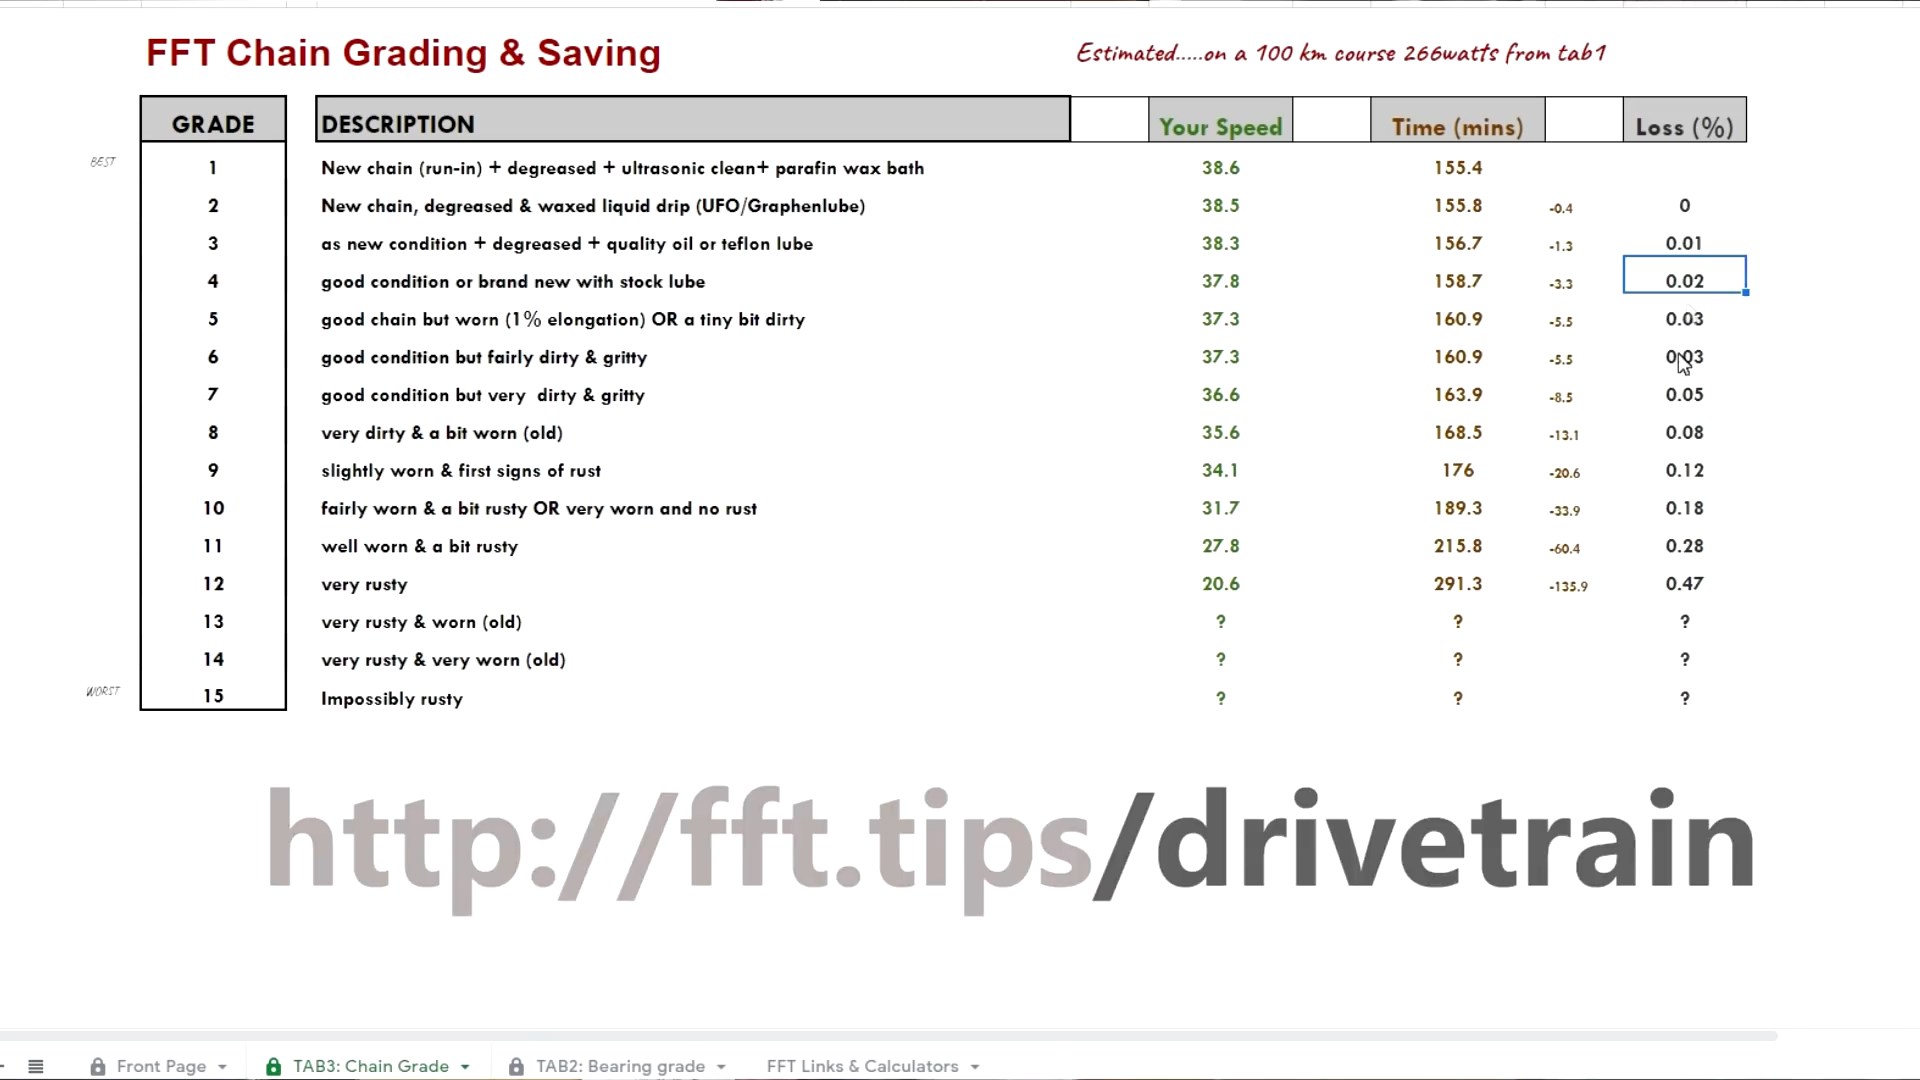 FFT Chain Grading & Saving
Estimated.....on a 100 km course 266watts from tab1
GRADE DESCRIPTION Your Speed Time (mins) Loss (%)
BEST
1 New chain (run-in) + degreased + ultrasonic clean+ parafin wax bath 38.6 155.4
2 New chain, degreased & waxed liquid drip (UFO/Graphenlube) 38.5 155.8 -0.4 0
3 as new condition + degreased + quality oil or teflon lube 38.3 156.7 -1.3 0.01
4 good condition or brand new with stock lube 37.8 158.7 -3.3 0.02
5 good chain but worn (1% elongation) OR a tiny bit dirty 37.3 160.9 -5.5 0.03
6 good condition but fairly dirty & gritty 37.3 160.9 -5.5 0.03
7 good condition but very dirty & gritty 36.6 163.9 -8.5 0.05
8 very dirty & a bit worn (old) 35.6 168.5 -13.1 0.08
9 slightly worn & first signs of rust 34.1 176 -20.6 0.12
10 fairly worn & a bit rusty OR very worn and no rust 31.7 189.3 -33.9 0.18
11 well worn & a bit rusty 27.8 215.8 -60.4 0.28
12 very rusty 20.6 291.3 -135.9 0.47
13 very rusty & worn (old) ? ? ?
14 very rusty & very worn (old) ? ? ?
WORST
15 Impossibly rusty ? ? ?
http://fft.tips/drivetrain
Front Page TAB3: Chain Grade TAB2: Bearing grade FFT Links & Calculators